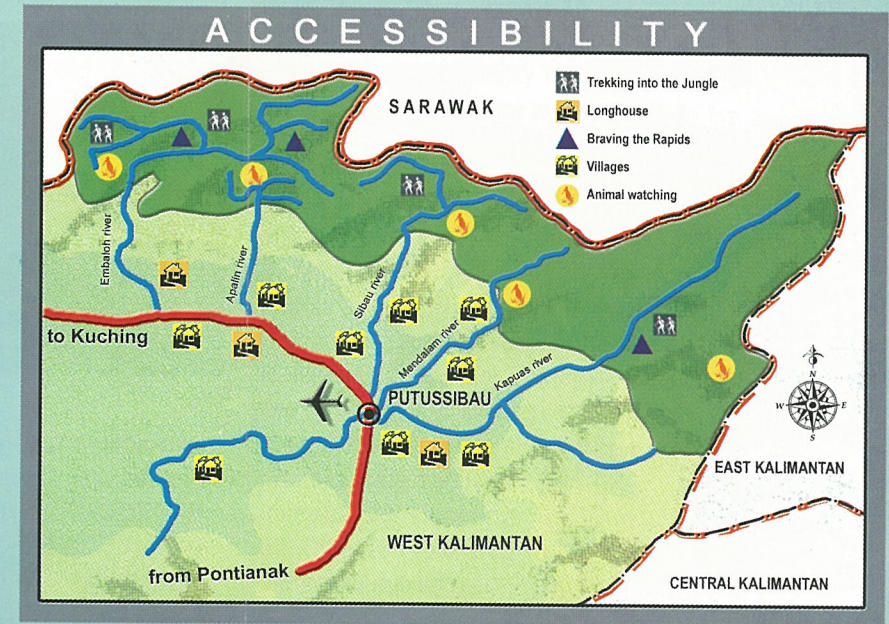 ACCESSIBILITY
SARAWAK
Trekking into the Jungle
Longhouse
Braving the Rapids
Villages
Animal watching
Embaloh river
Apalin river
Sibau river
Mendalam river
Kapuas river
to Kuching
PUTUSSIBAU
N
W
E
S
EAST KALIMANTAN
WEST KALIMANTAN
from Pontianak
CENTRAL KALIMANTAN